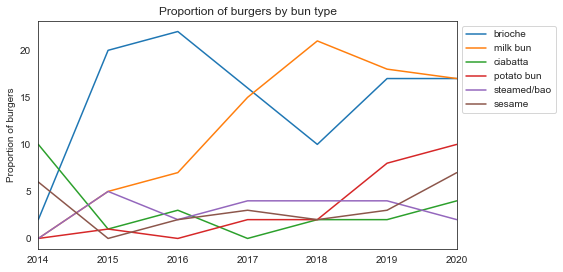 Proportion of burgers by bun type
Proportion of burgers
20
15
10
5
0
2014 2015 2016 2017 2018 2019 2020
brioche
milk bun
ciabatta
potato bun
steamed/bao
sesame